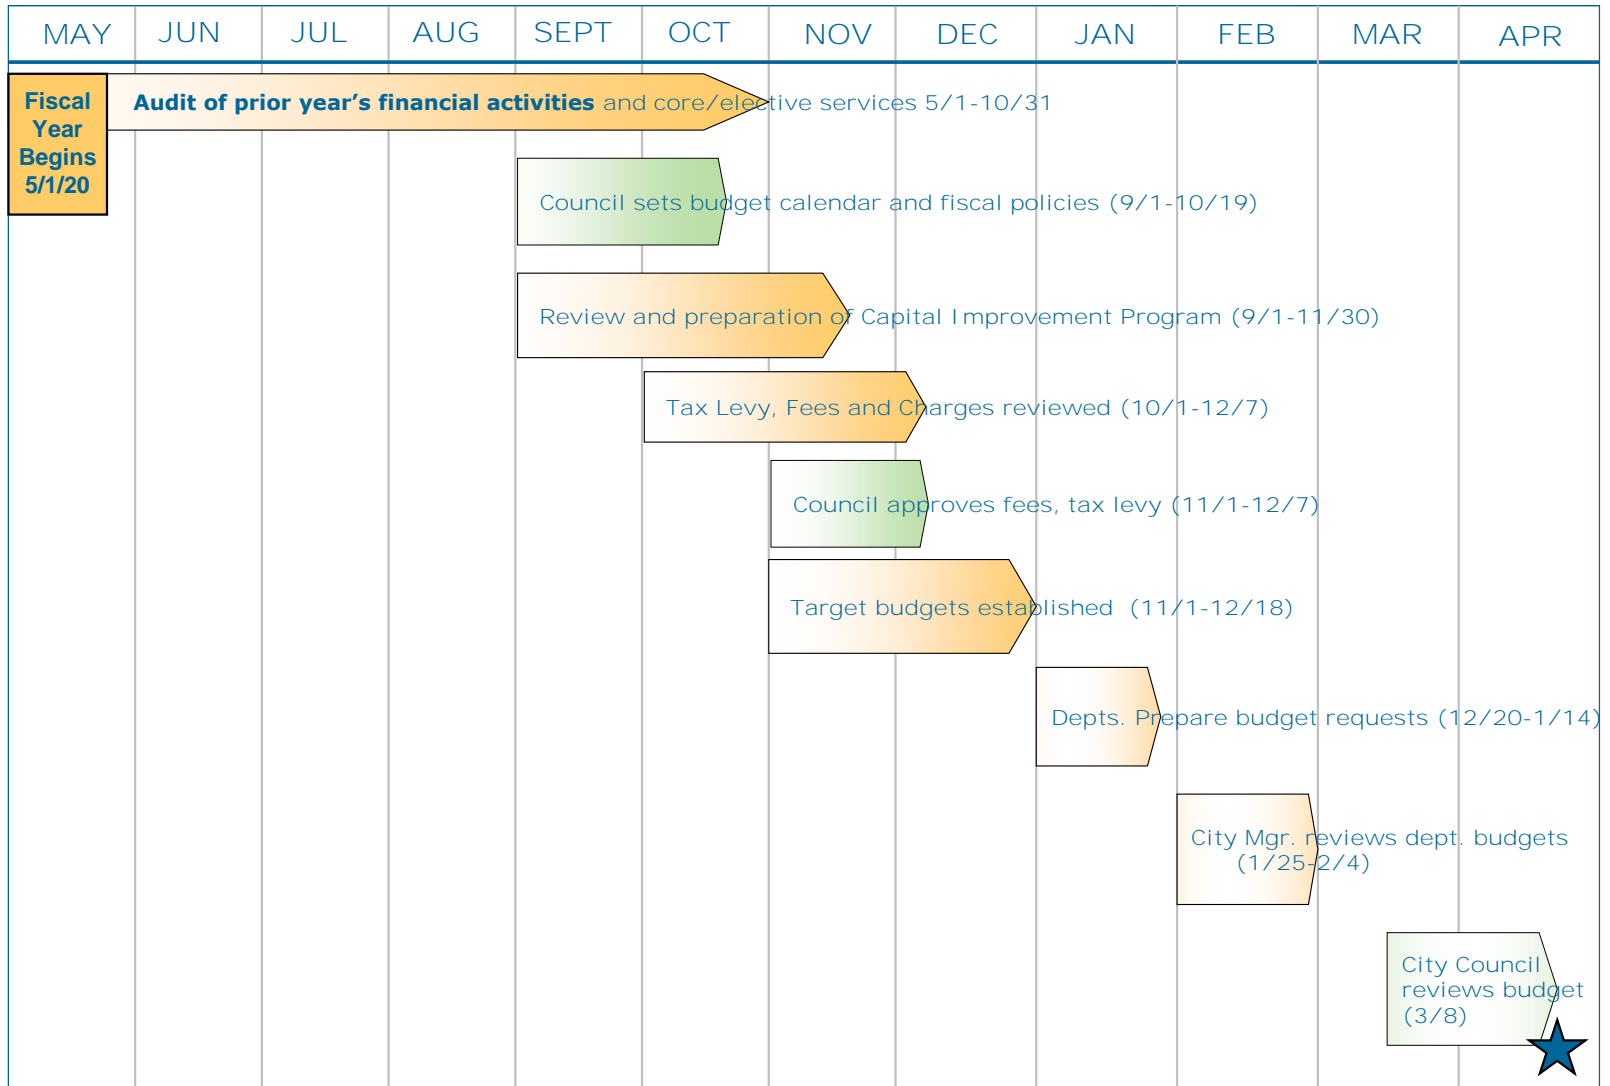 MAY JUN JUL AUG SEPT OCT NOV DEC JAN FEB MAR APR
Fiscal
Year
Begins
5/1/20
Audit of prior year’s financial activities and core/elective services 5/1-10/31
Council sets budget calendar and fiscal policies (9/1-10/19)
Review and preparation of Capital Improvement Program (9/1-11/30)
Tax Levy, Fees and Charges reviewed (10/1-12/7)
Council approves fees, tax levy (11/1-12/7)
Target budgets established (11/1-12/18)
Depts. Prepare budget requests (12/20-1/14)
City Mgr. reviews dept. budgets
(1/25-2/4)
City Council
reviews budget
(3/8)